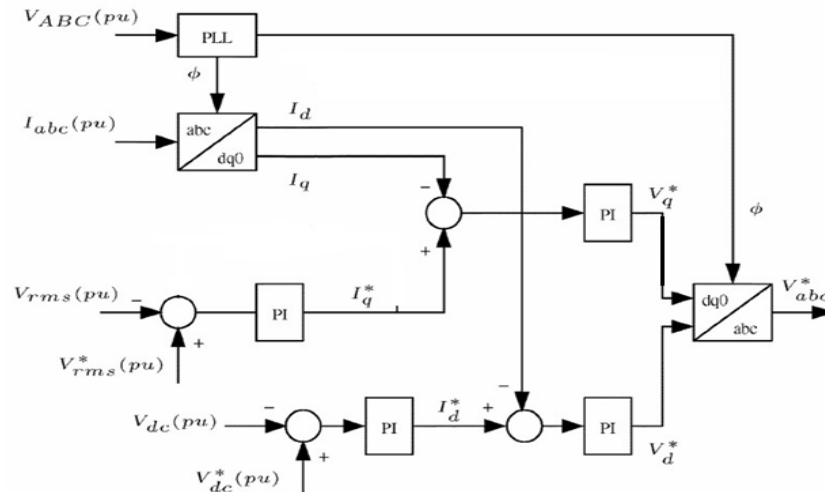 V_ABC(pu)
PLL
ϕ
I_abc(pu)
abc
dq0
I_d
I_q
−
+
PI
V_q^*
ϕ
V_rms(pu)
−
+
V_rms^*(pu)
PI
I_q^*
dq0
abc
V_abc^*
V_dc(pu)
−
+
V_dc^*(pu)
PI
I_d^*
−
+
PI
V_d^*